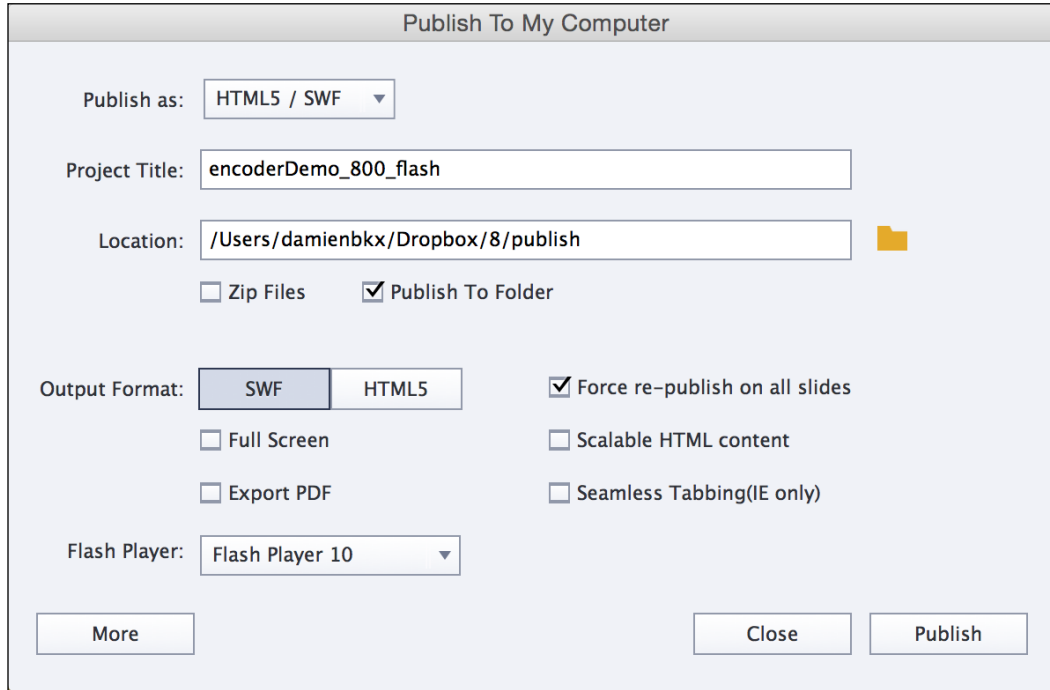 Publish To My Computer
Publish as: HTML5 / SWF
Project Title: encoderDemo_800_flash
Location: /Users/damienbkx/Dropbox/8/publish
Zip Files Publish To Folder
Output Format: SWF HTML5 Force re-publish on all slides
Full Screen Scalable HTML content
Export PDF Seamless Tabbing(IE only)
Flash Player: Flash Player 10
More Close Publish